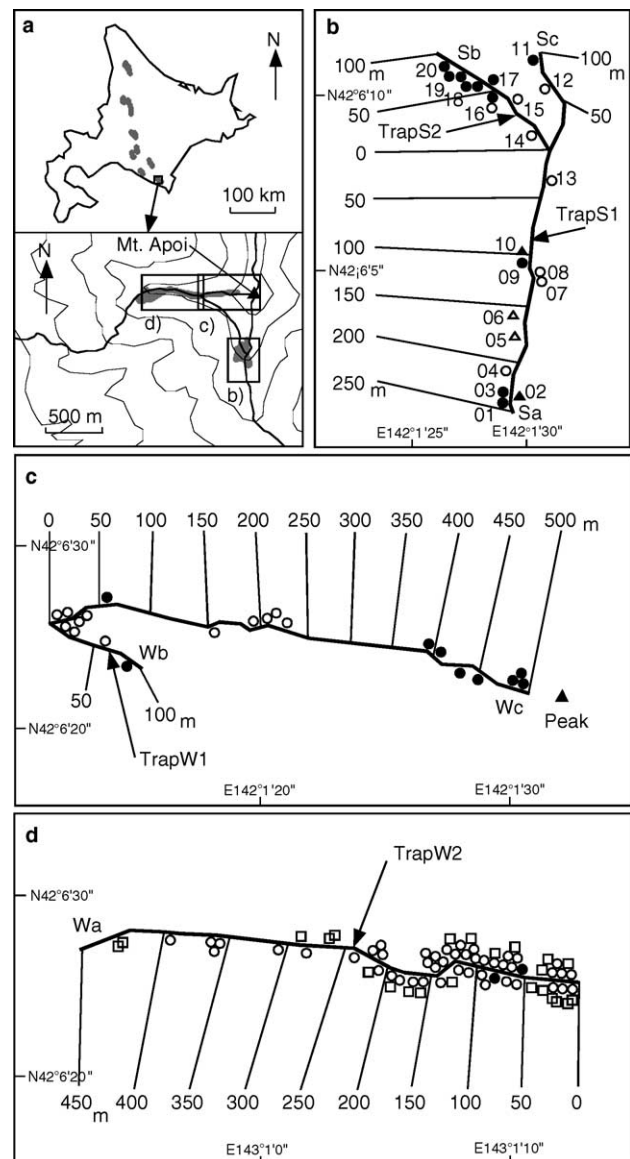 a
N
100 km
Mt. Apoi
N
d)
c)
b)
500 m
b
Sb
Sc
11
100 m
100 m
20
17
12
N42°6'10"
19
18
15
50
50
16
TrapS2
14
0
13
50
TrapS1
100
10
N42¡6'5"
09
08
07
150
06
05
200
04
03
02
250 m
01
Sa
E142°1'25"
E142°1'30"
c
0 50 100 150 200 250 300 350 400 450 500 m
N42°6'30"
Wb
50
100 m
Wc
Peak
N42°6'20"
TrapW1
E142°1'20"
E142°1'30"
d
TrapW2
N42°6'30"
Wa
N42°6'20"
450 m 400 350 300 250 200 150 100 50 0
E143°1'0"
E143°1'10"